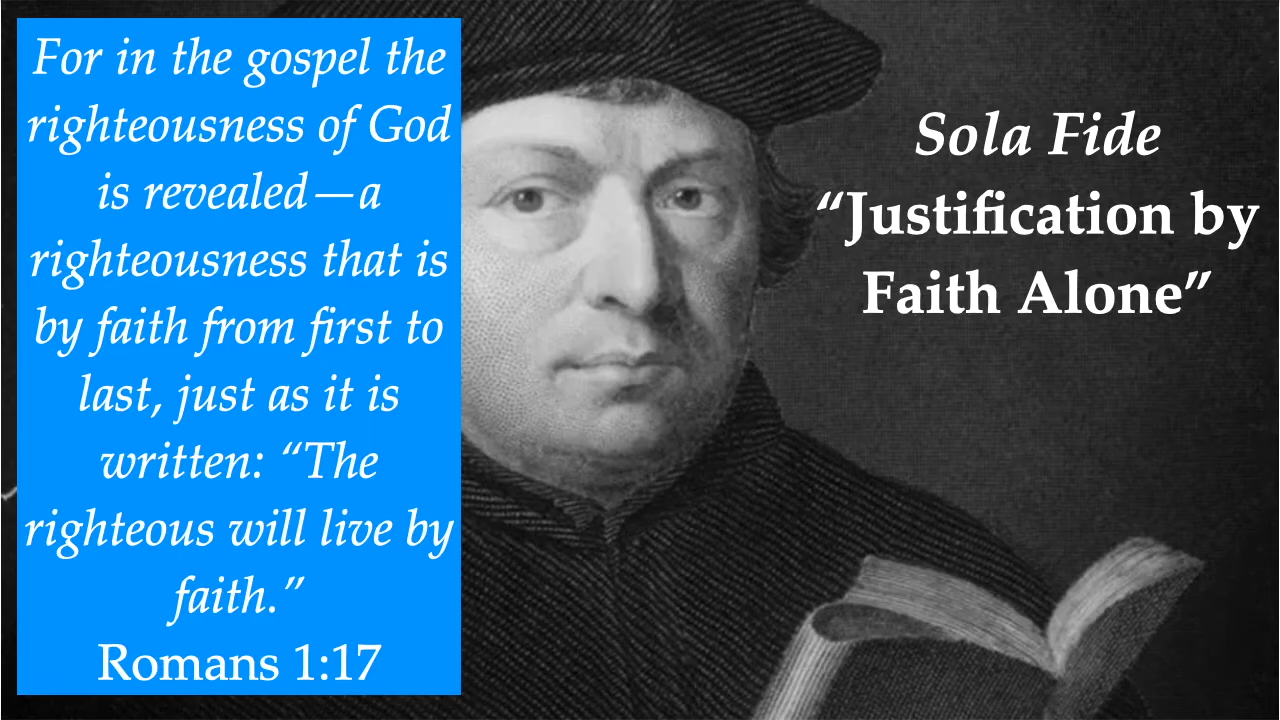 For in the gospel the
righteousness of God
is revealed—a
righteousness that is
by faith from first to
last, just as it is
written: “The
righteous will live by
faith.”
Romans 1:17
Sola Fide
“Justification by
Faith Alone”